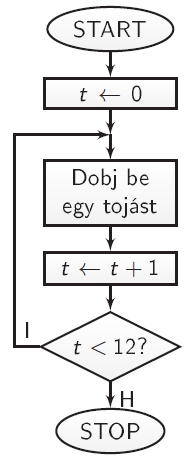 START
t ← 0
Dobj be
egy tojást
t ← t + 1
t < 12?
I
H
STOP